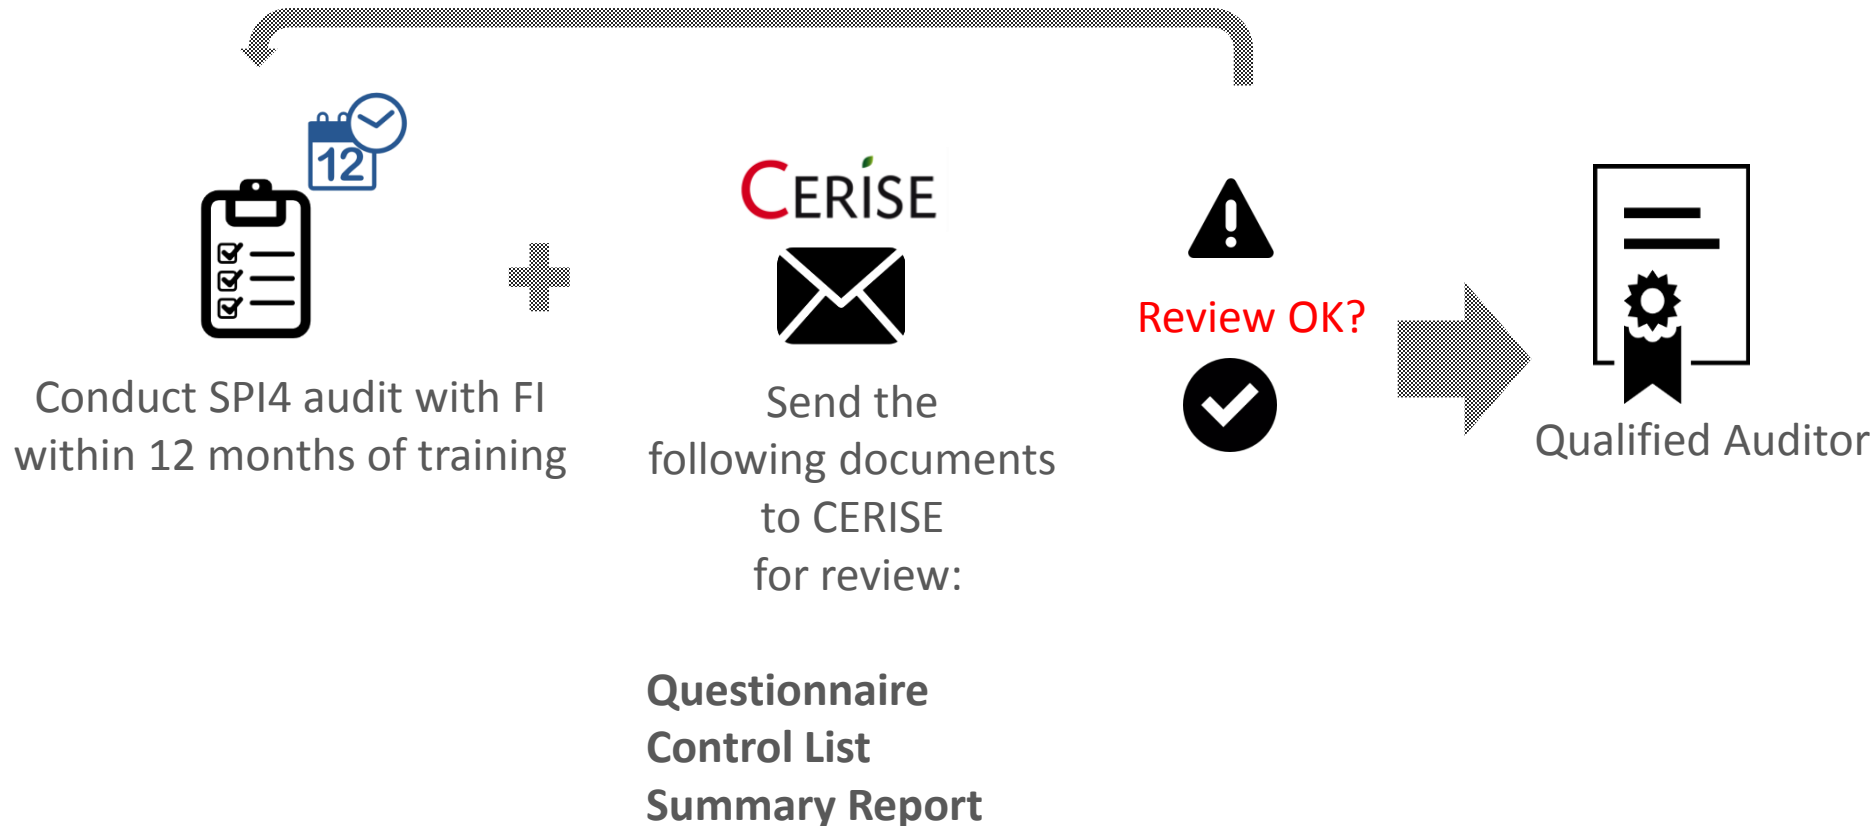 12
Conduct SPI4 audit with FI
within 12 months of training
CERISE
Send the
following documents
to CERISE
for review:
Questionnaire
Control List
Summary Report
Review OK?
Qualified Auditor